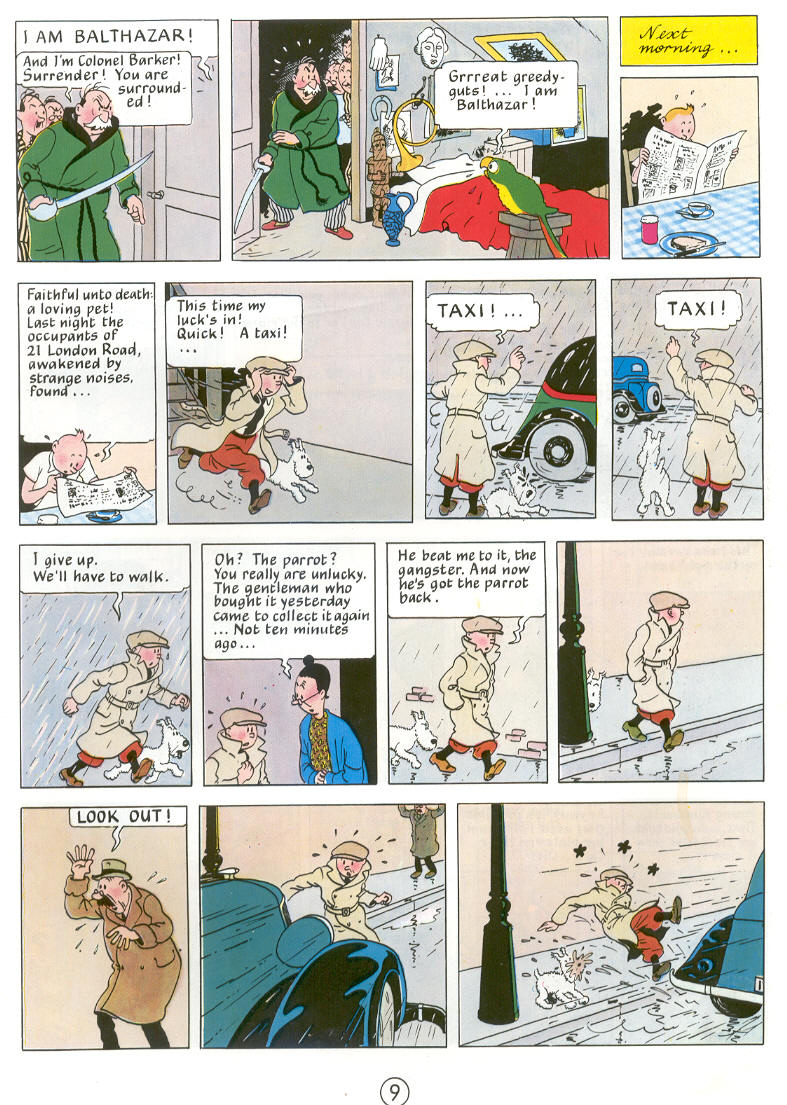 I AM BALTHAZAR!
And I'm Colonel Barker!
Surrender! You are
surround-
ed!
Grrreat greedy-
guts! ... I am
Balthazar!
Next
morning ...
Faithful unto death:
a loving pet!
Last night the
occupants of
21 London Road,
awakened by
strange noises,
found ...
This time my
luck's in!
Quick! A taxi!
...
TAXI! ...
TAXI!
I give up.
We'll have to walk.
Oh? The parrot?
You really are unlucky.
The gentleman who
bought it yesterday
came to collect it again
... Not ten minutes
ago...
He beat me to it, the
gangster. And now
he's got the parrot
back.
LOOK OUT!
9